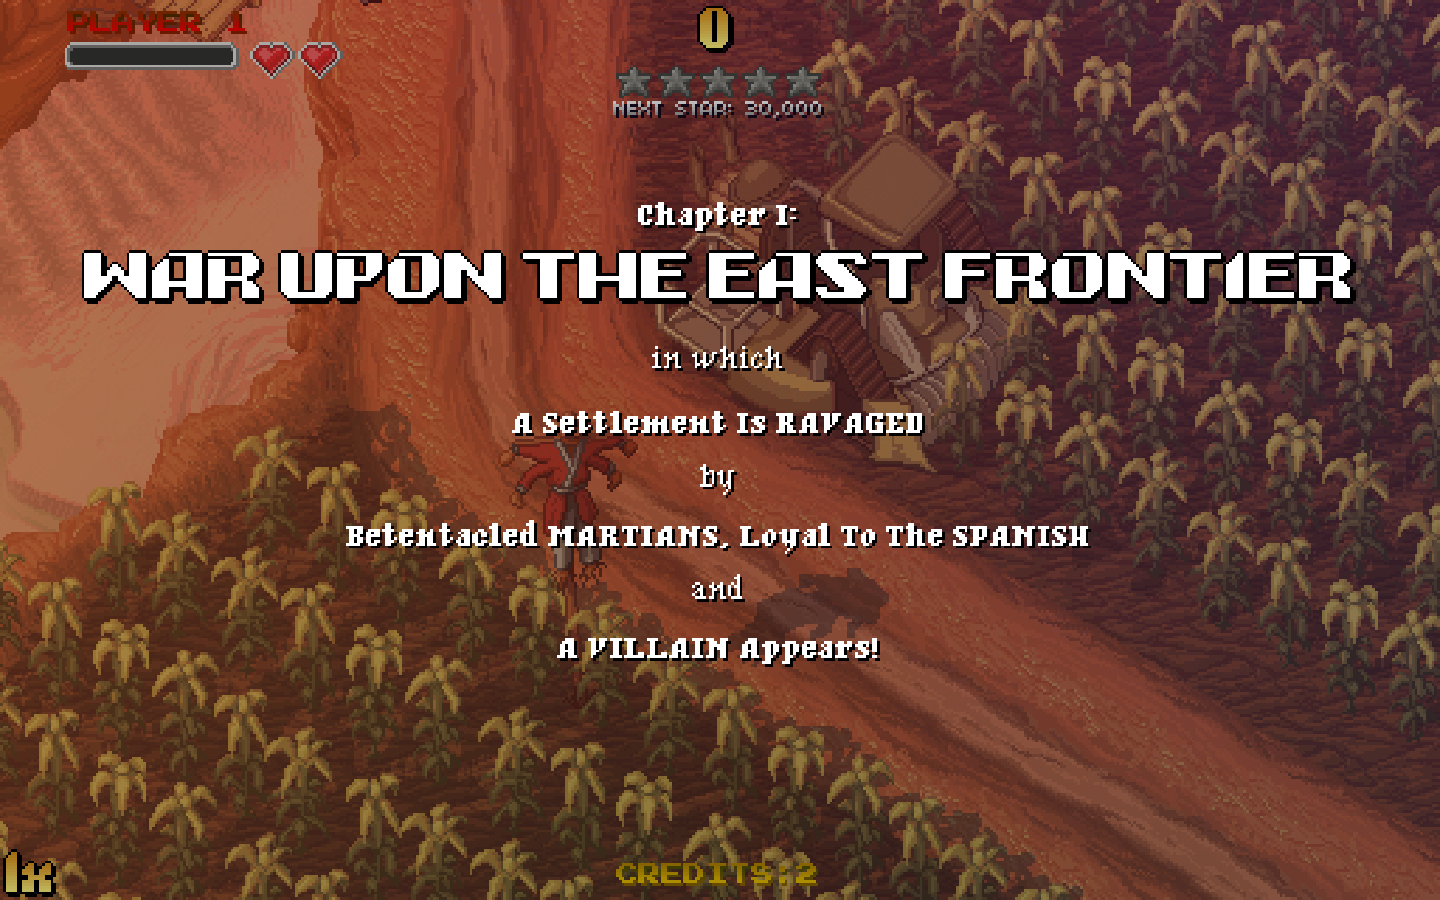 PLAYER 1
0
NEXT STAR: 30,000
Chapter I:
WAR UPON THE EAST FRONTIER
in which
A Settlement Is RAVAGED
by
Betentacled MARTIANS, Loyal To The SPANISH
and
A VILLAIN Appears!
1x
CREDITS:2